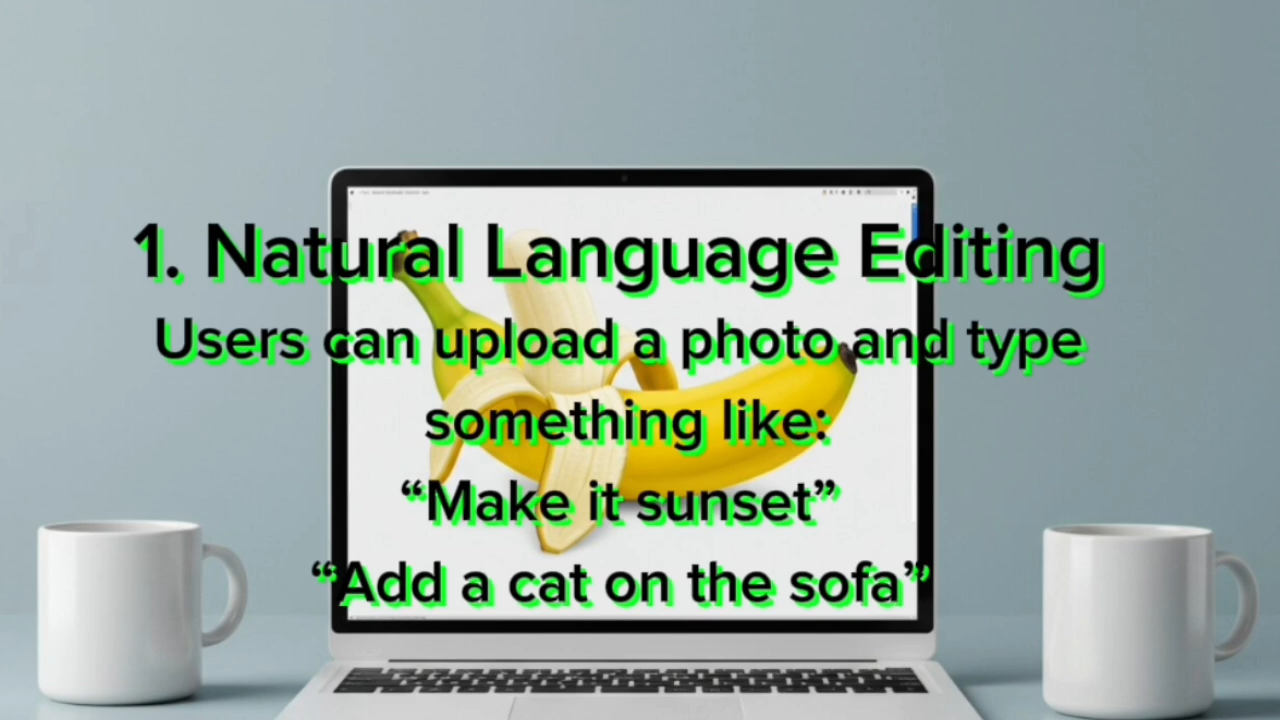 1. Natural Language Editing
Users can upload a photo and type
something like:
“Make it sunset”
“Add a cat on the sofa”